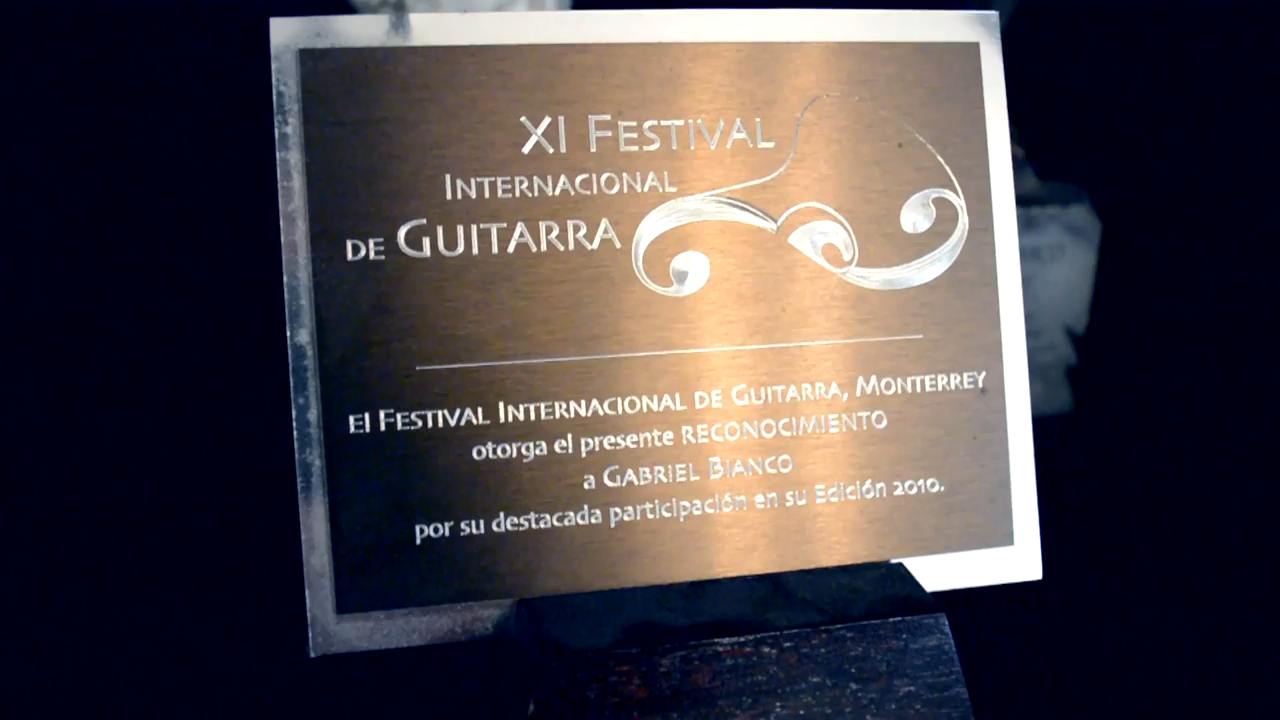 XI FESTIVAL
INTERNACIONAL
DE GUITARRA
El FESTIVAL INTERNACIONAL DE GUITARRA, MONTERREY
otorga el presente RECONOCIMIENTO
a GABRIEL BIANCO
por su destacada participación en su Edición 2010.